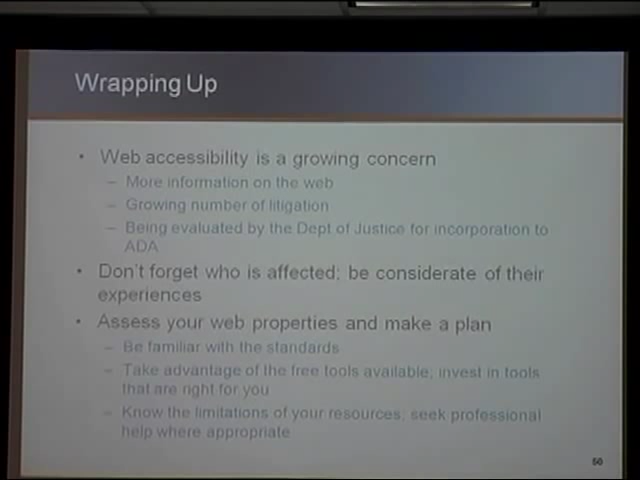 Wrapping Up
• Web accessibility is a growing concern
– More information on the web
– Growing number of litigation
– Being evaluated by the Dept of Justice for incorporation to
ADA
• Don't forget who is affected; be considerate of their
experiences
• Assess your web properties and make a plan
– Be familiar with the standards
– Take advantage of the free tools available; invest in tools
that are right for you
– Know the limitations of your resources, seek professional
help where appropriate